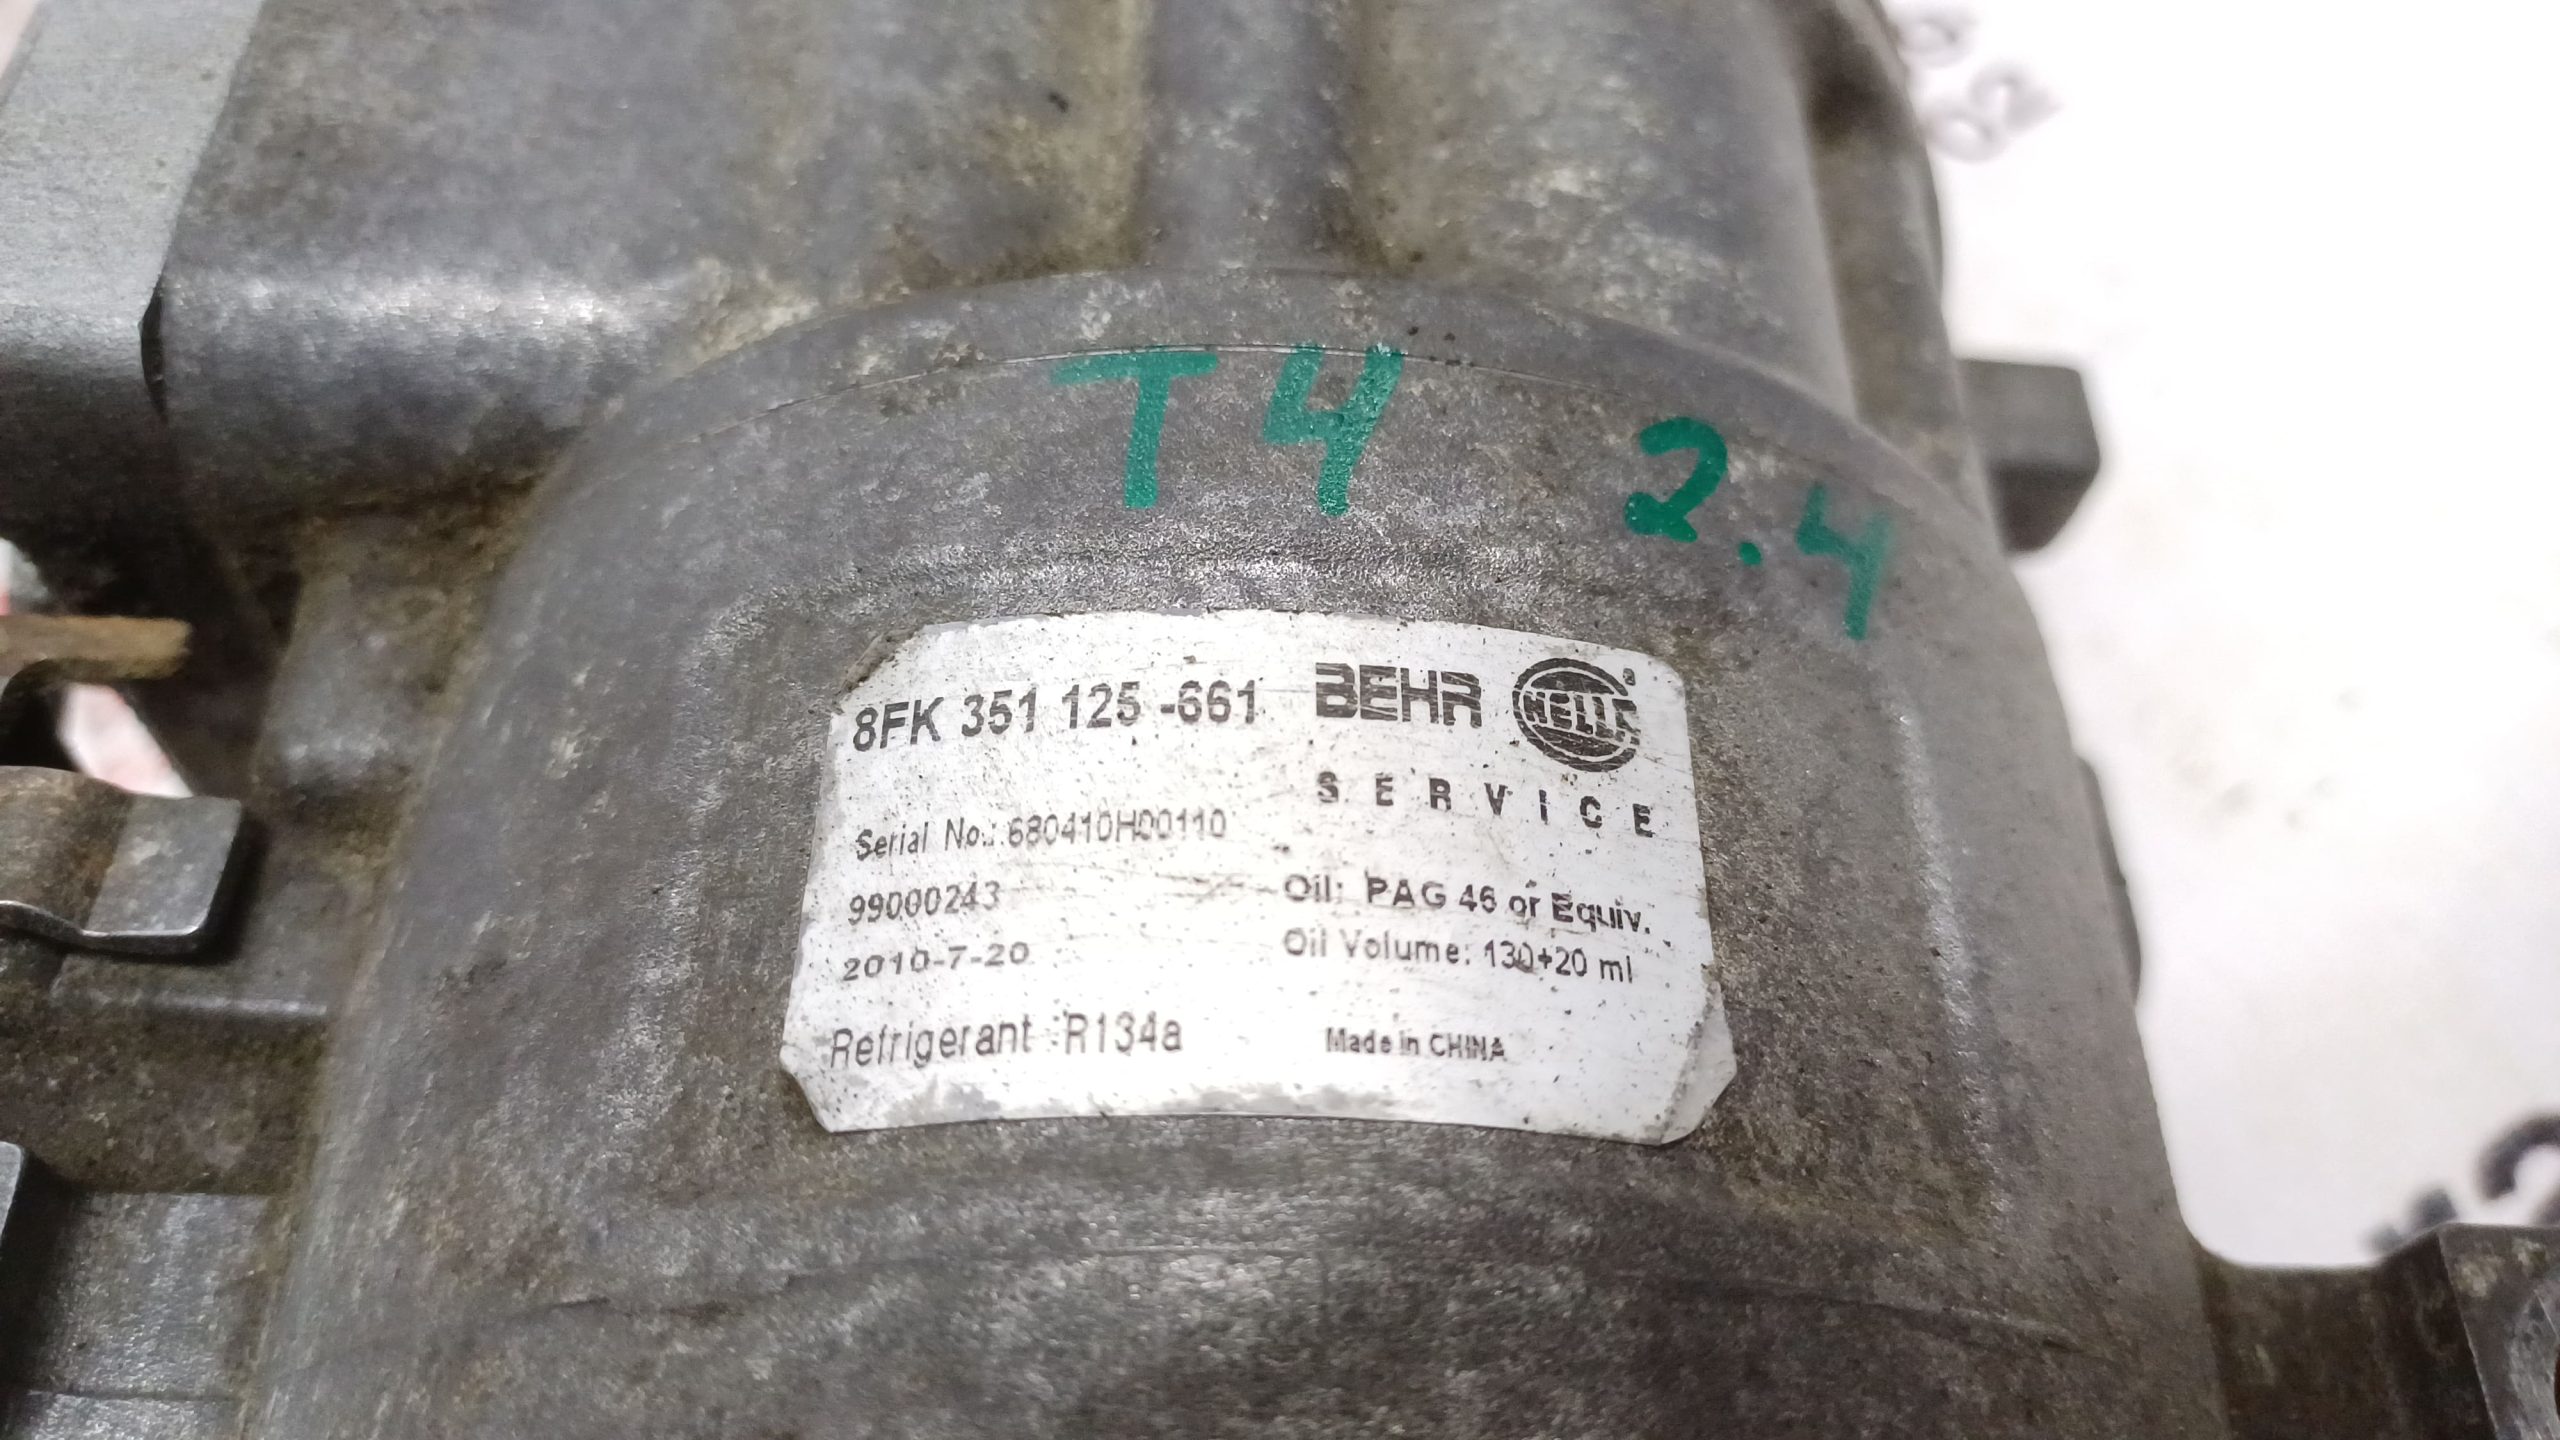 T4 2.4
8FK 351 125 -661 BEHR HELLA
SERVICE
Serial No.: 680410H00110
99000243 Oil: PAG 46 or Equiv.
2010-7-20 Oil Volume: 130+20 ml
Refrigerant :R134a Made in CHINA